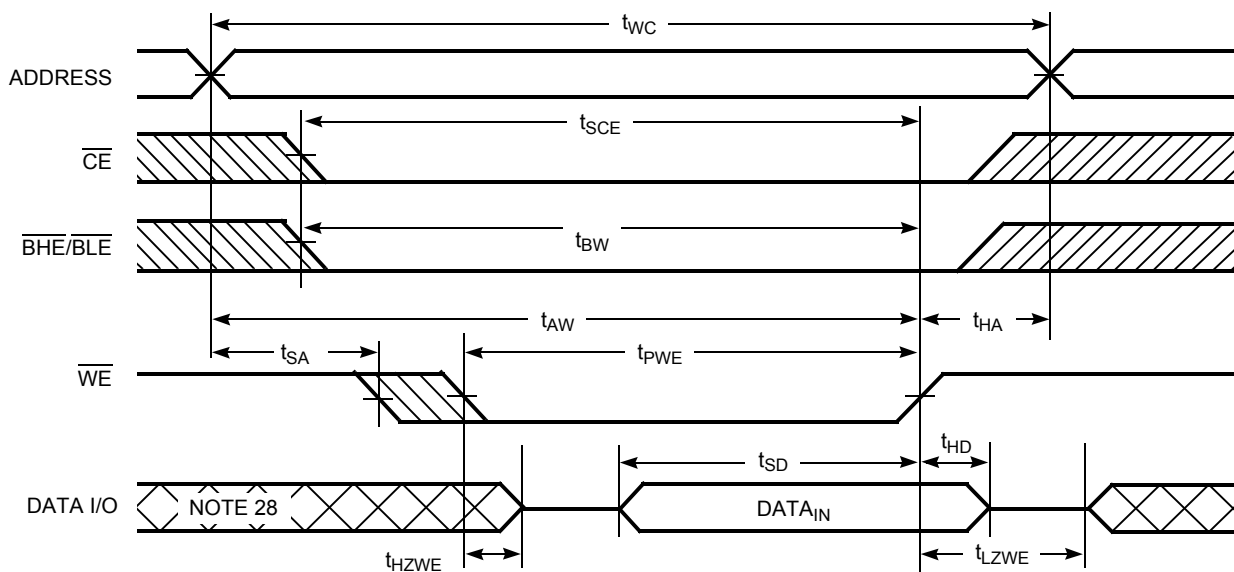 tWC
ADDRESS
tSCE
CE
BHE/BLE
tBW
tAW
tHA
tSA
tPWE
WE
tHD
tSD
DATA I/O
NOTE 28
DATAIN
tHZWE
tLZWE